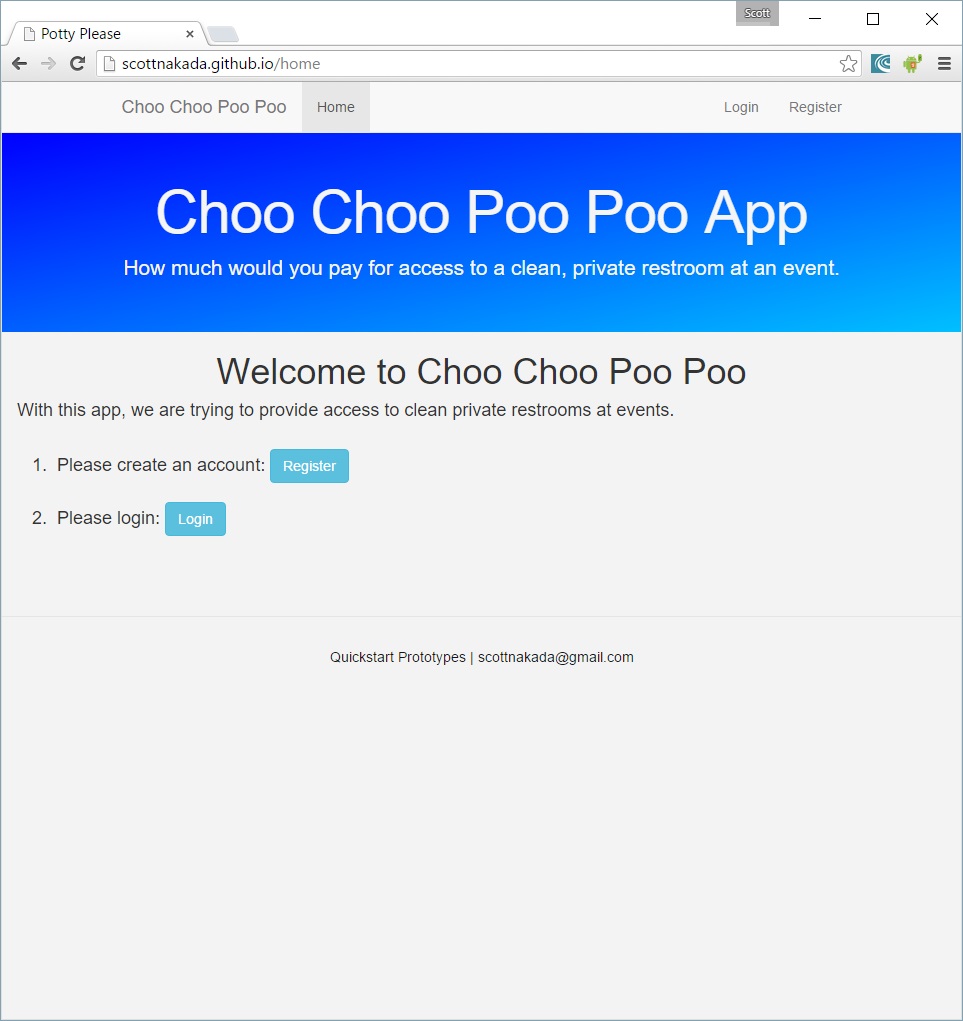 Scott
Potty Please
scottnakada.github.io/home
Choo Choo Poo Poo Home Login Register
Choo Choo Poo Poo App
How much would you pay for access to a clean, private restroom at an event.
Welcome to Choo Choo Poo Poo
With this app, we are trying to provide access to clean private restrooms at events.
1. Please create an account: Register
2. Please login: Login
Quickstart Prototypes | scottnakada@gmail.com